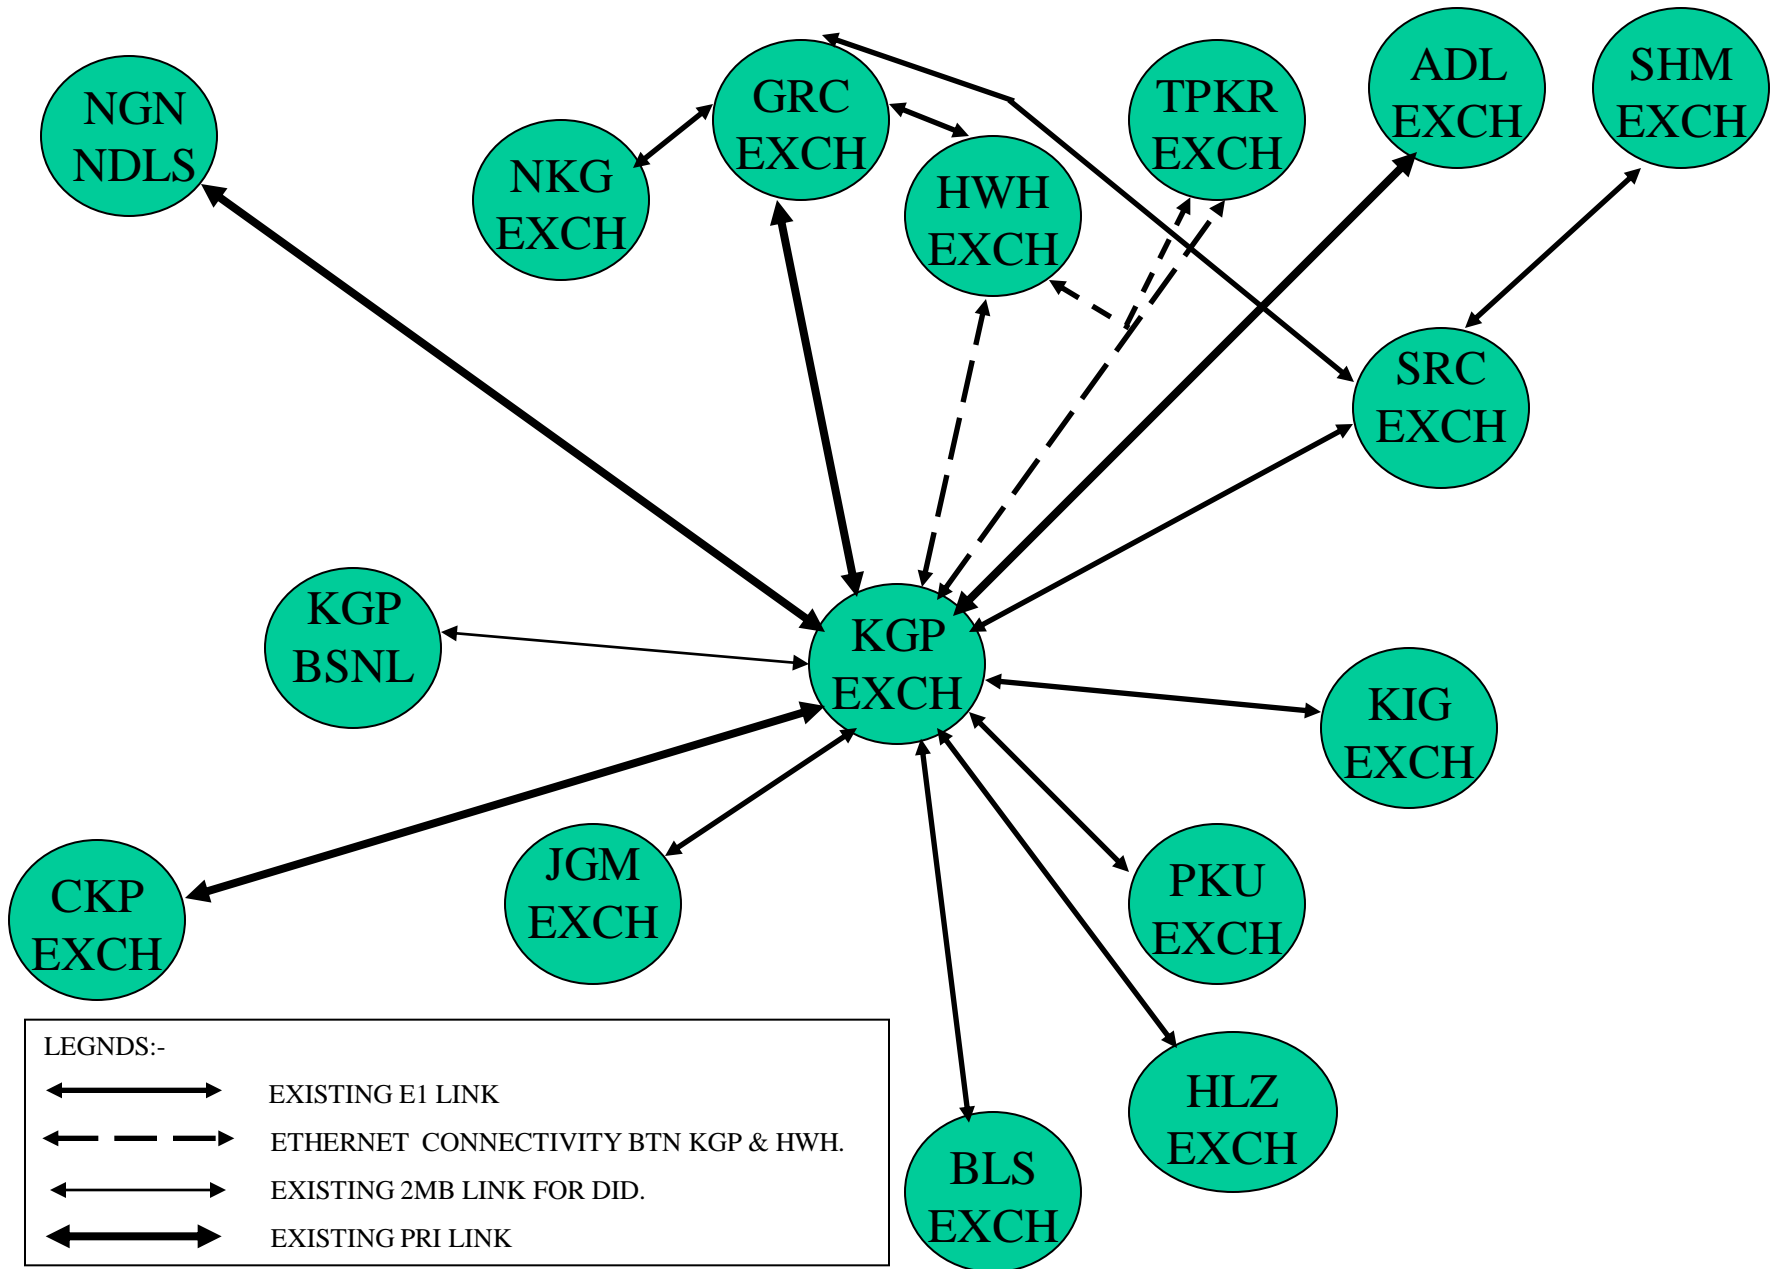 NGN
NDLS
NKG
EXCH
GRC
EXCH
HWH
EXCH
TPKR
EXCH
ADL
EXCH
SHM
EXCH
SRC
EXCH
KGP
BSNL
KGP
EXCH
KIG
EXCH
CKP
EXCH
JGM
EXCH
PKU
EXCH
HLZ
EXCH
BLS
EXCH
LEGNDS:-
EXISTING E1 LINK
ETHERNET CONNECTIVITY BTN KGP & HWH.
EXISTING 2MB LINK FOR DID.
EXISTING PRI LINK